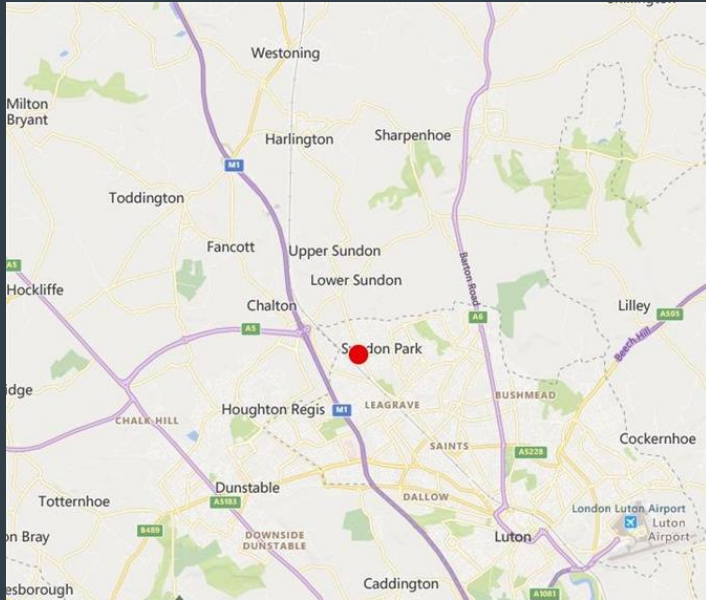 Westoning
Milton
Bryant
Harlington
Sharpenhoe
M1
Toddington
Fancott
Upper Sundon
A5
Barton Road
Lower Sundon
Hockliffe
Chalton
Lilley
A505
A6
A5
Beech Hill
Park
idge
BUSHMEAD
LEAGRAVE
Houghton Regis
M1
CHALK HILL
Cockernhoe
SAINTS
A5228
Dunstable
DALLOW
Totternhoe
A5183
London Luton Airport
Luton
Airport
B489
on Bray
DOWNSIDE
DUNSTABLE
Luton
Caddington
esborough
A1081